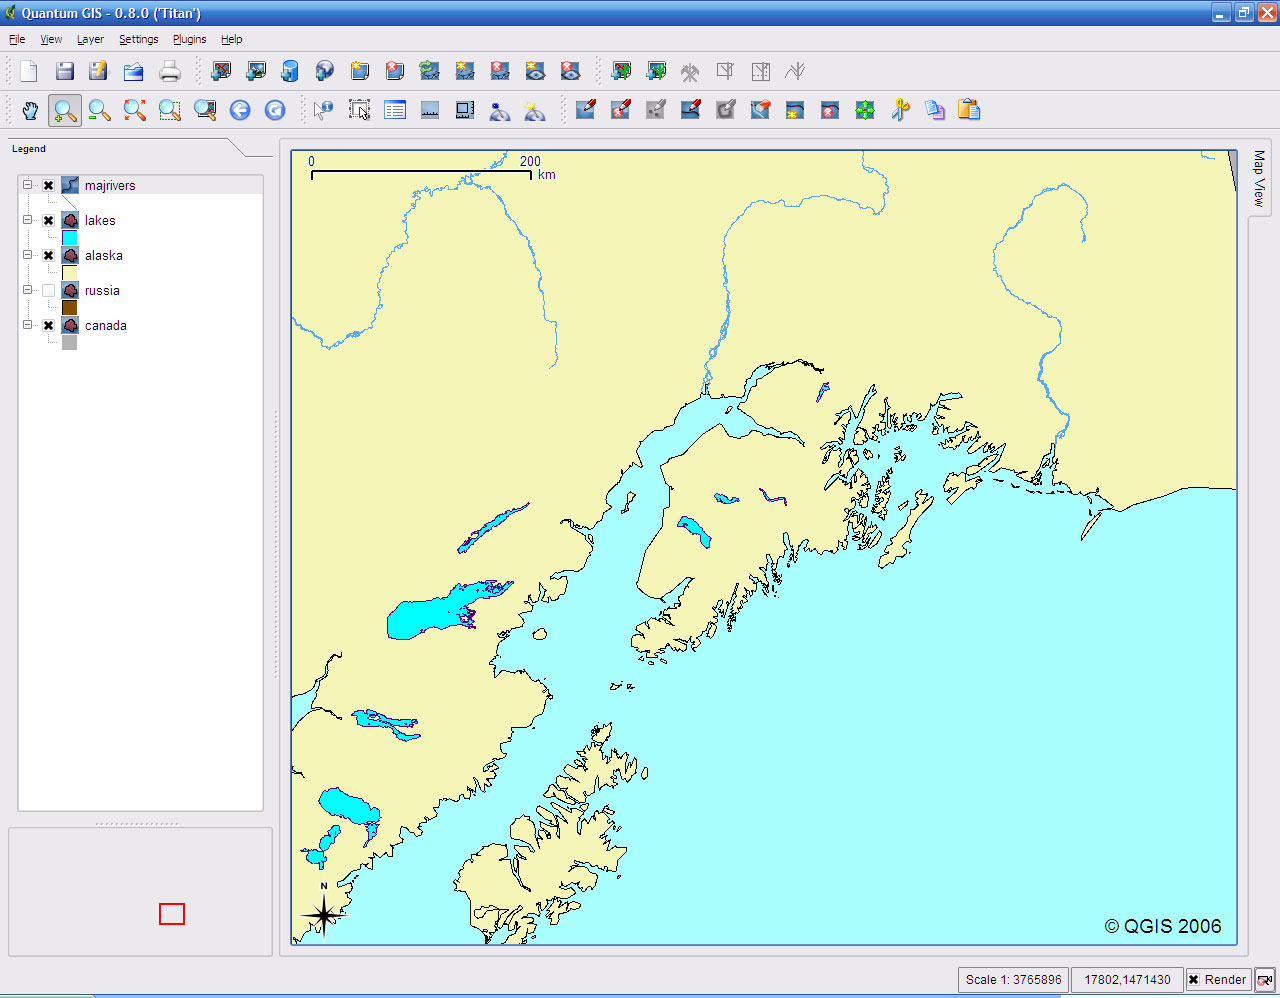 Quantum GIS - 0.8.0 ('Titan')
File View Layer Settings Plugins Help
Legend
majrivers
lakes
alaska
russia
canada
0 200
km
Map View
N
© QGIS 2006
Scale 1: 3765896 17802,1471430 Render